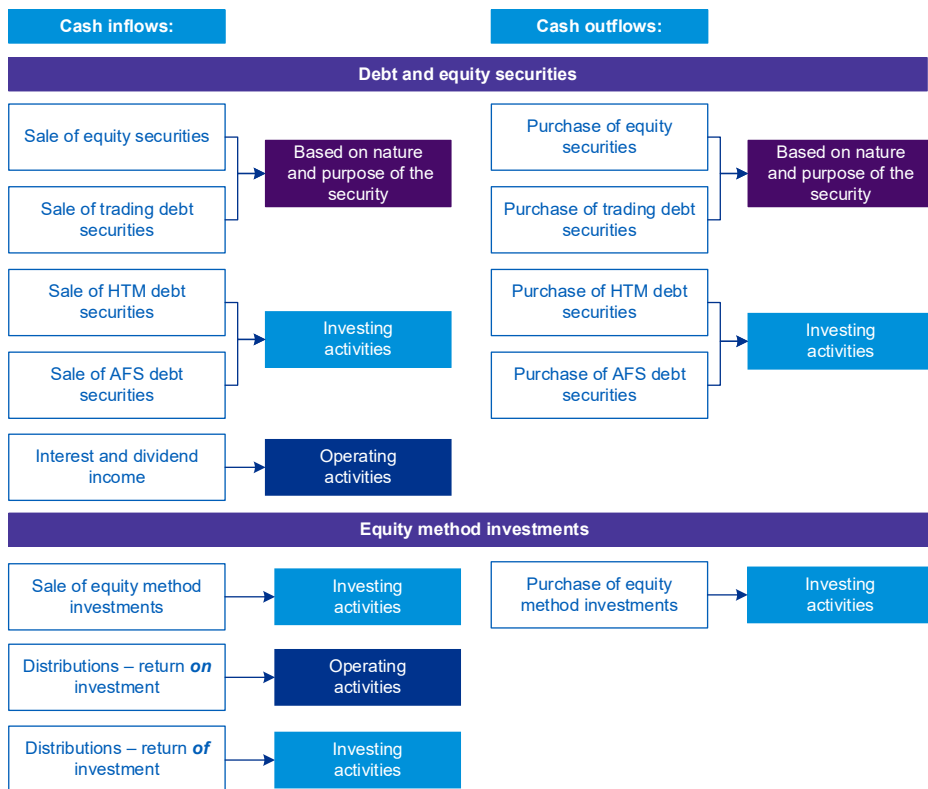 Cash inflows:
Cash outflows:
Debt and equity securities
Sale of equity securities
Sale of trading debt
securities
Based on nature
and purpose of the
security
Purchase of equity
securities
Purchase of trading debt
securities
Based on nature
and purpose of the
security
Sale of HTM debt
securities
Sale of AFS debt
securities
Investing
activities
Purchase of HTM debt
securities
Purchase of AFS debt
securities
Investing
activities
Interest and dividend
income
Operating
activities
Equity method investments
Sale of equity method
investments
Investing
activities
Purchase of equity
method investments
Investing
activities
Distributions – return on
investment
Operating
activities
Distributions – return of
investment
Investing
activities